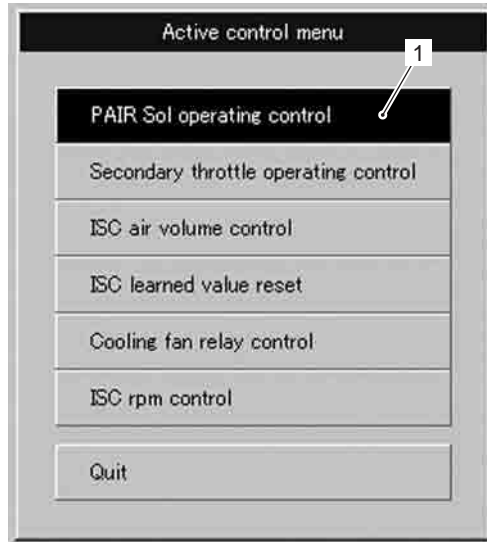 Active control menu
1
PAIR Sol operating control
Secondary throttle operating control
ISC air volume control
ISC learned value reset
Cooling fan relay control
ISC rpm control
Quit